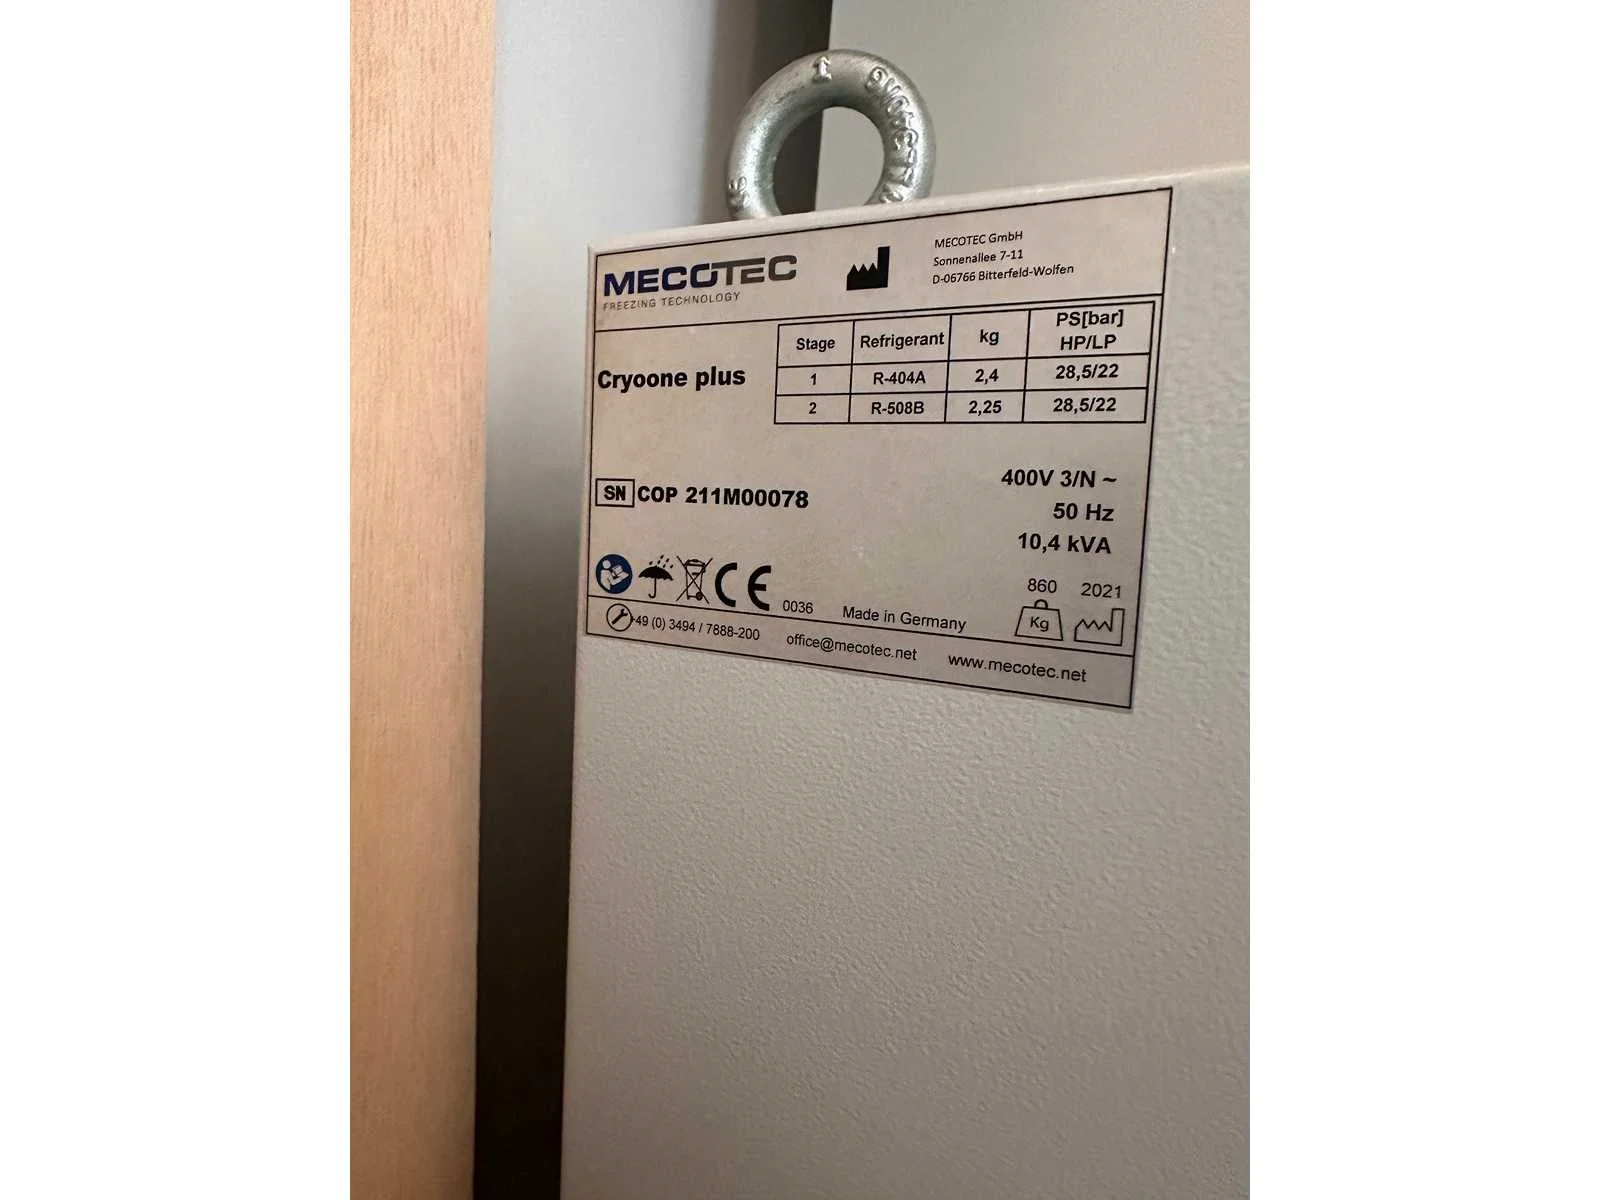 MECOTEC
FREEZING TECHNOLOGY
MECOTEC GmbH
Sonnenallee 7-11
D-06766 Bitterfeld-Wolfen
Cryoone plus
Stage Refrigerant kg PS[bar] HP/LP
1 R-404A 2,4 28,5/22
2 R-508B 2,25 28,5/22
SN COP 211M00078
400V 3/N ~
50 Hz
10,4 kVA
CE 0036
Made in Germany
860 2021
Kg
+49 (0) 3494 / 7888-200 office@mecotec.net www.mecotec.net